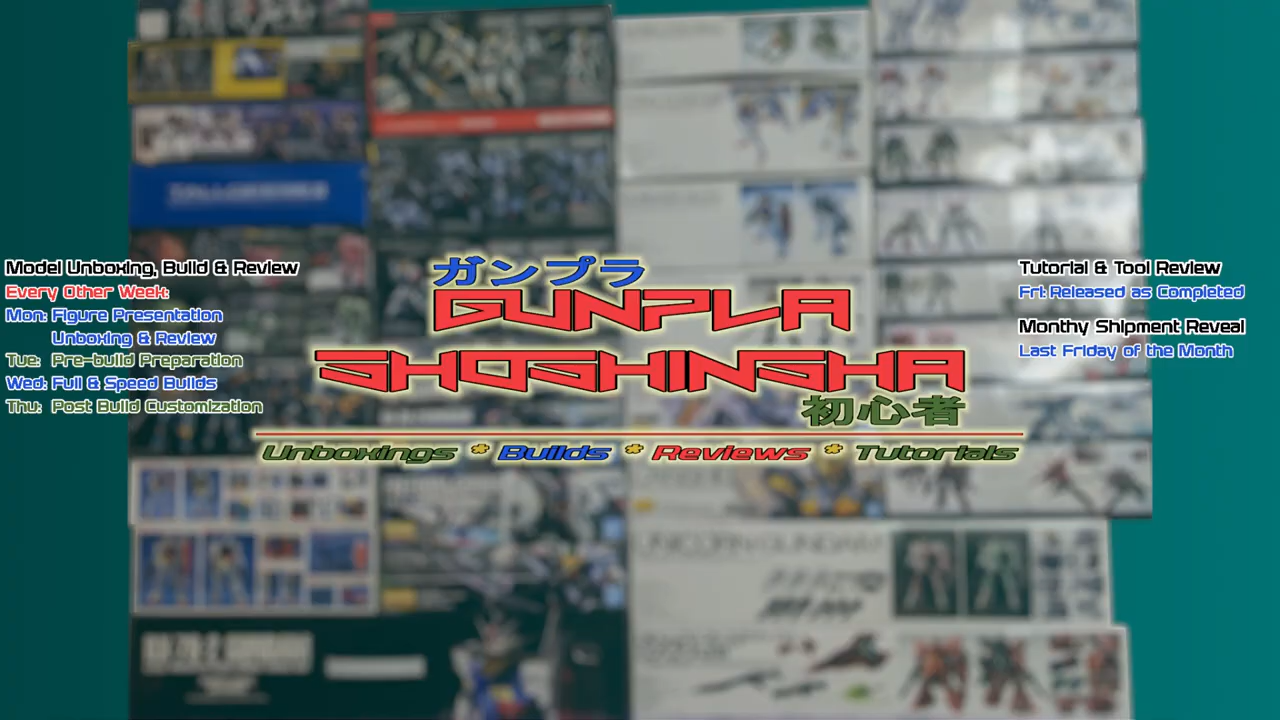 Model Unboxing, Build & Review
Every Other Week:
Mon: Figure Presentation
Unboxing & Review
Tue: Pre-build Preparation
Wed: Full & Speed Builds
Thu: Post Build Customization
ガンプラ
GUNPLA
SHOSHINSHA
初心者
Unboxings * Builds * Reviews * Tutorials
Tutorial & Tool Review
Fri: Released as Completed
Monthy Shipment Reveal
Last Friday of the Month
UNICORN GUNDAM